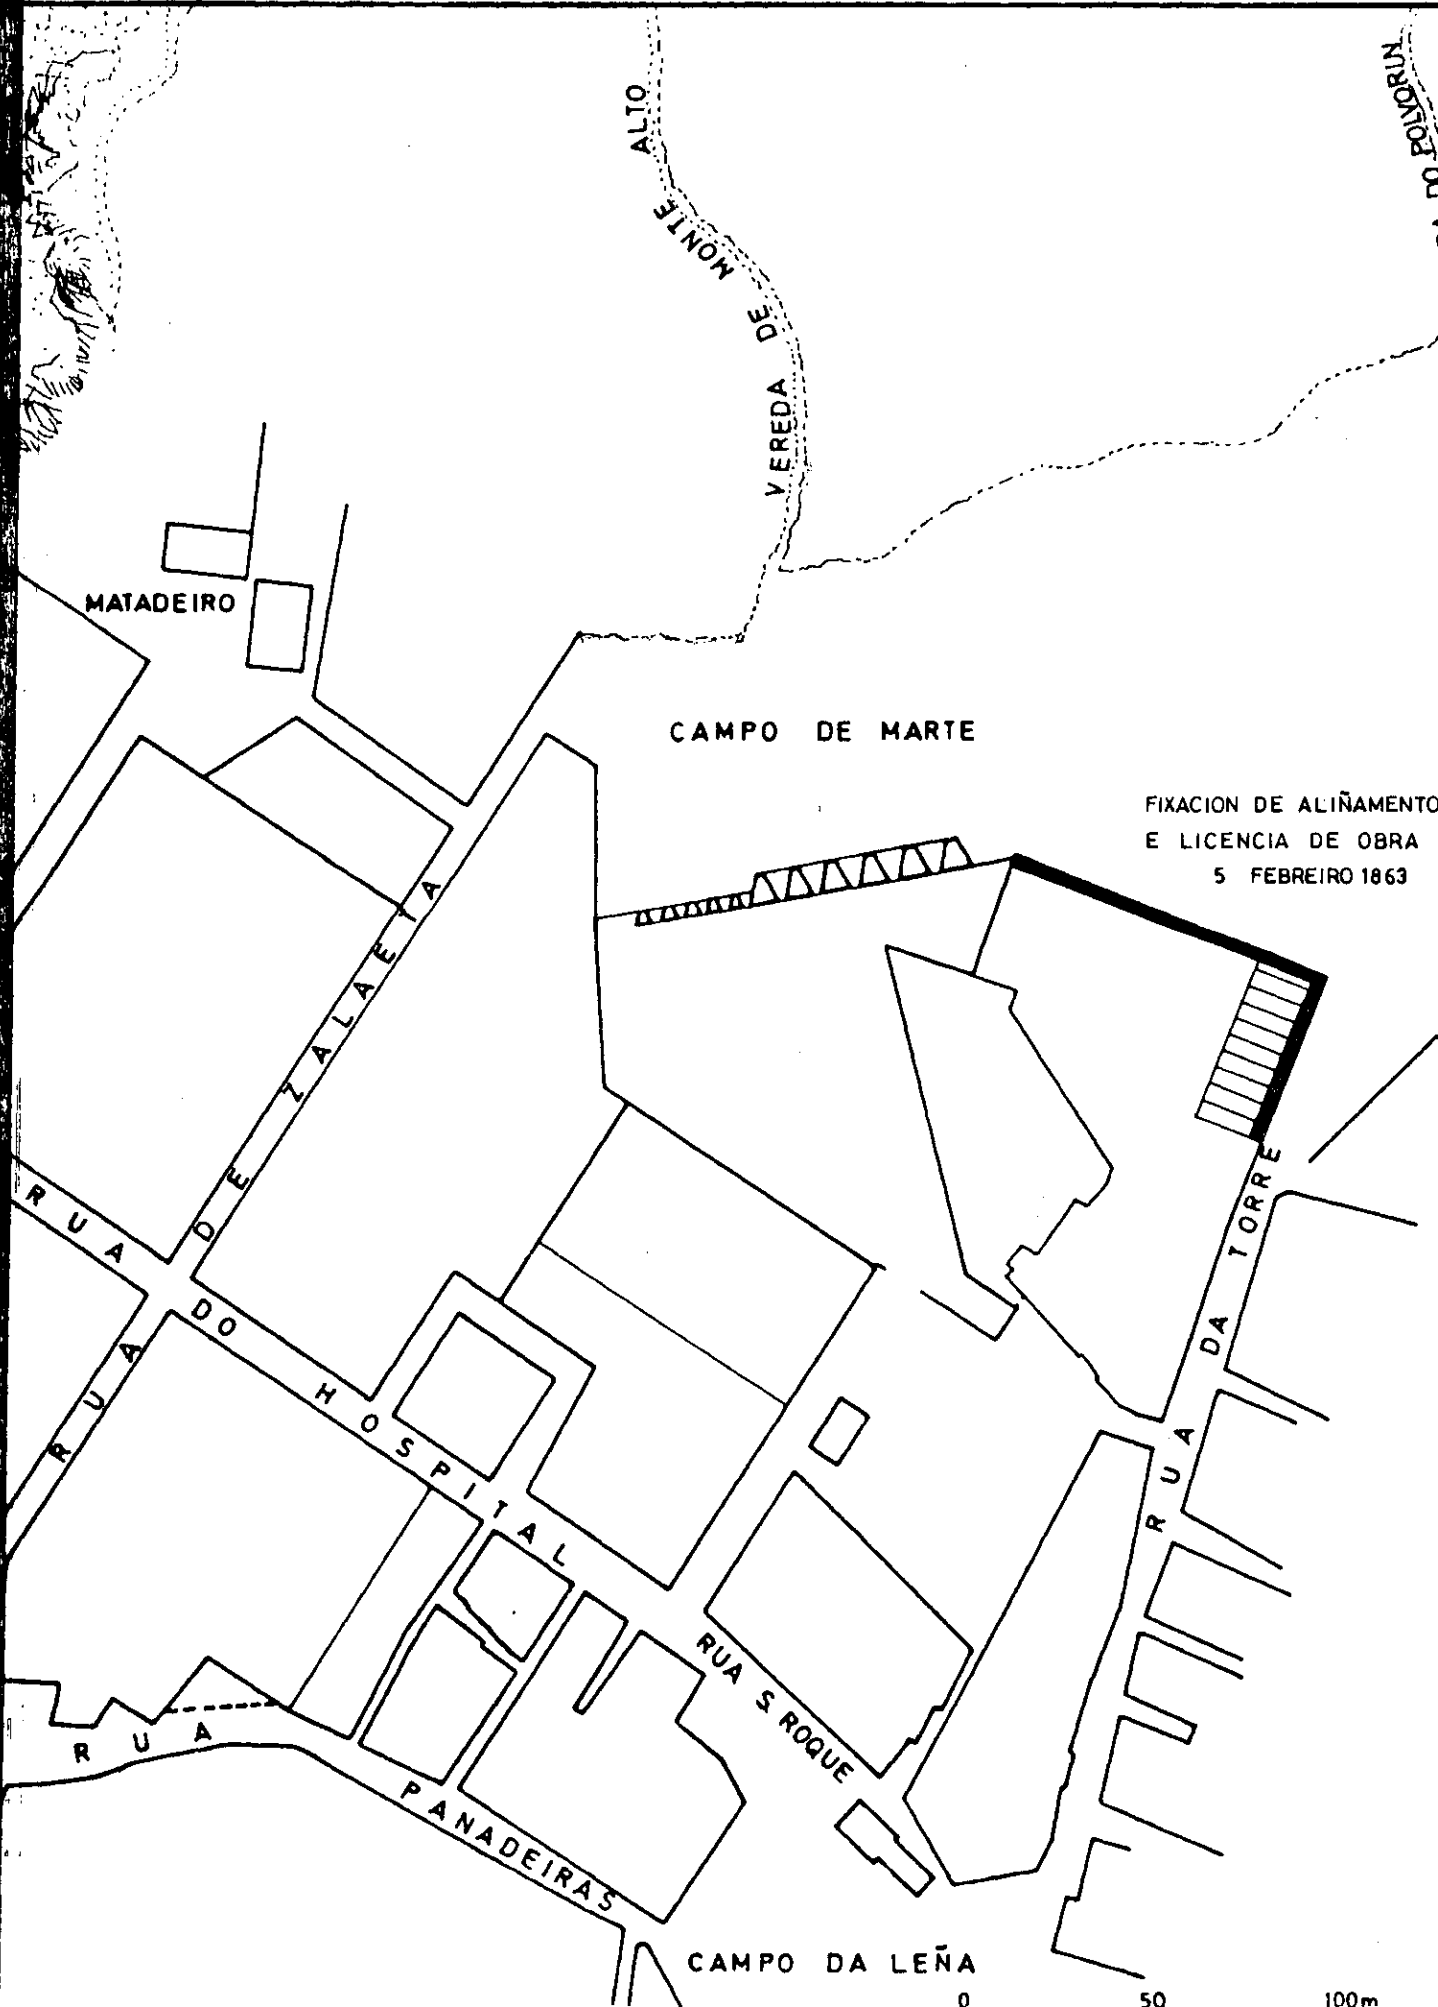 VEREDA DE MONTE ALTO
DO POLVORIN
MATADEIRO
CAMPO DE MARTE
FIXACION DE ALIÑAMENTO
E LICENCIA DE OBRA
5 FEBREIRO 1863
RUA DE ZALAETA
RUA DO HOSPITAL
RUA DA TORRE
RUA S. ROQUE
RUA PANADEIRAS
CAMPO DA LEÑA
0 50 100m